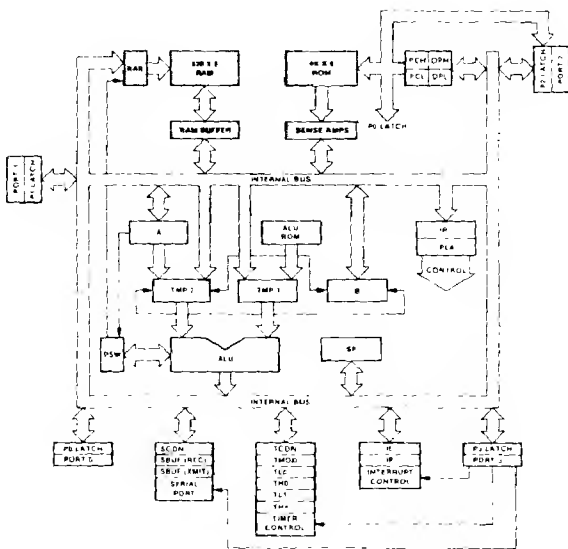 RAM
ROM
PCH DPH
PCL DPL
P2 LATCH
PORT 2
RAM BUFFER
SENSE AMPS
P0 LATCH
PORT 1
P1 LATCH
INTERNAL BUS
A
ALU
ROM
IR
PLA
CONTROL
TMP 2
TMP 1
B
PSW
ALU
SP
INTERNAL BUS
P0 LATCH
PORT 0
SCON
SBUF (REC)
SBUF (XMIT)
SERIAL
PORT
TCON
TMOD
TL0
TH0
TL1
TH1
TIMER
CONTROL
IE
IP
INTERRUPT
CONTROL
P3 LATCH
PORT 3